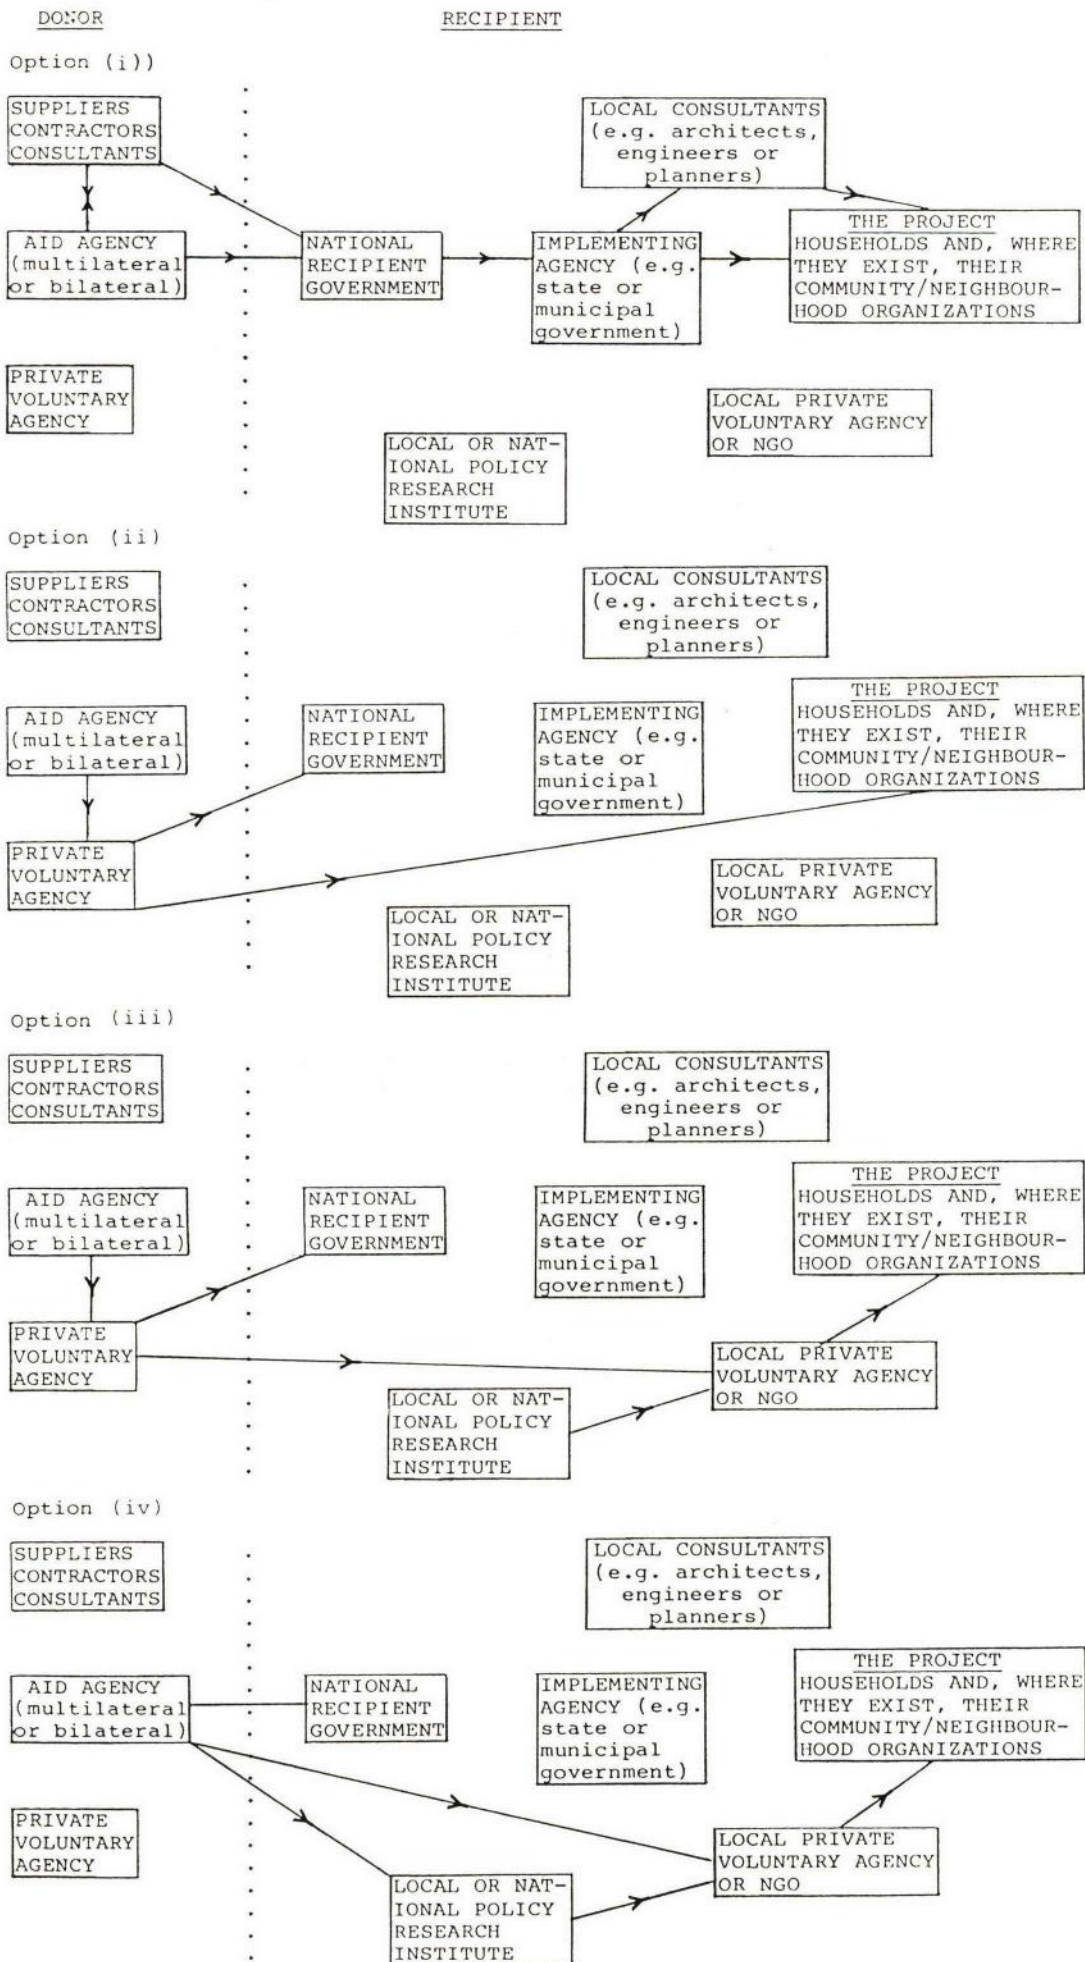 DONOR
RECIPIENT
Option (i))
SUPPLIERS
CONTRACTORS
CONSULTANTS
LOCAL CONSULTANTS
(e.g. architects,
engineers or
planners)
AID AGENCY
(multilateral
or bilateral)
NATIONAL
RECIPIENT
GOVERNMENT
IMPLEMENTING
AGENCY (e.g.
state or
municipal
government)
THE PROJECT
HOUSEHOLDS AND, WHERE
THEY EXIST, THEIR
COMMUNITY/NEIGHBOUR-
HOOD ORGANIZATIONS
PRIVATE
VOLUNTARY
AGENCY
LOCAL OR NAT-
IONAL POLICY
RESEARCH
INSTITUTE
LOCAL PRIVATE
VOLUNTARY AGENCY
OR NGO
Option (ii)
SUPPLIERS
CONTRACTORS
CONSULTANTS
LOCAL CONSULTANTS
(e.g. architects,
engineers or
planners)
AID AGENCY
(multilateral
or bilateral)
NATIONAL
RECIPIENT
GOVERNMENT
IMPLEMENTING
AGENCY (e.g.
state or
municipal
government)
THE PROJECT
HOUSEHOLDS AND, WHERE
THEY EXIST, THEIR
COMMUNITY/NEIGHBOUR-
HOOD ORGANIZATIONS
PRIVATE
VOLUNTARY
AGENCY
LOCAL OR NAT-
IONAL POLICY
RESEARCH
INSTITUTE
LOCAL PRIVATE
VOLUNTARY AGENCY
OR NGO
Option (iii)
SUPPLIERS
CONTRACTORS
CONSULTANTS
LOCAL CONSULTANTS
(e.g. architects,
engineers or
planners)
AID AGENCY
(multilateral
or bilateral)
NATIONAL
RECIPIENT
GOVERNMENT
IMPLEMENTING
AGENCY (e.g.
state or
municipal
government)
THE PROJECT
HOUSEHOLDS AND, WHERE
THEY EXIST, THEIR
COMMUNITY/NEIGHBOUR-
HOOD ORGANIZATIONS
PRIVATE
VOLUNTARY
AGENCY
LOCAL OR NAT-
IONAL POLICY
RESEARCH
INSTITUTE
LOCAL PRIVATE
VOLUNTARY AGENCY
OR NGO
Option (iv)
SUPPLIERS
CONTRACTORS
CONSULTANTS
LOCAL CONSULTANTS
(e.g. architects,
engineers or
planners)
AID AGENCY
(multilateral
or bilateral)
NATIONAL
RECIPIENT
GOVERNMENT
IMPLEMENTING
AGENCY (e.g.
state or
municipal
government)
THE PROJECT
HOUSEHOLDS AND, WHERE
THEY EXIST, THEIR
COMMUNITY/NEIGHBOUR-
HOOD ORGANIZATIONS
PRIVATE
VOLUNTARY
AGENCY
LOCAL OR NAT-
IONAL POLICY
RESEARCH
INSTITUTE
LOCAL PRIVATE
VOLUNTARY AGENCY
OR NGO